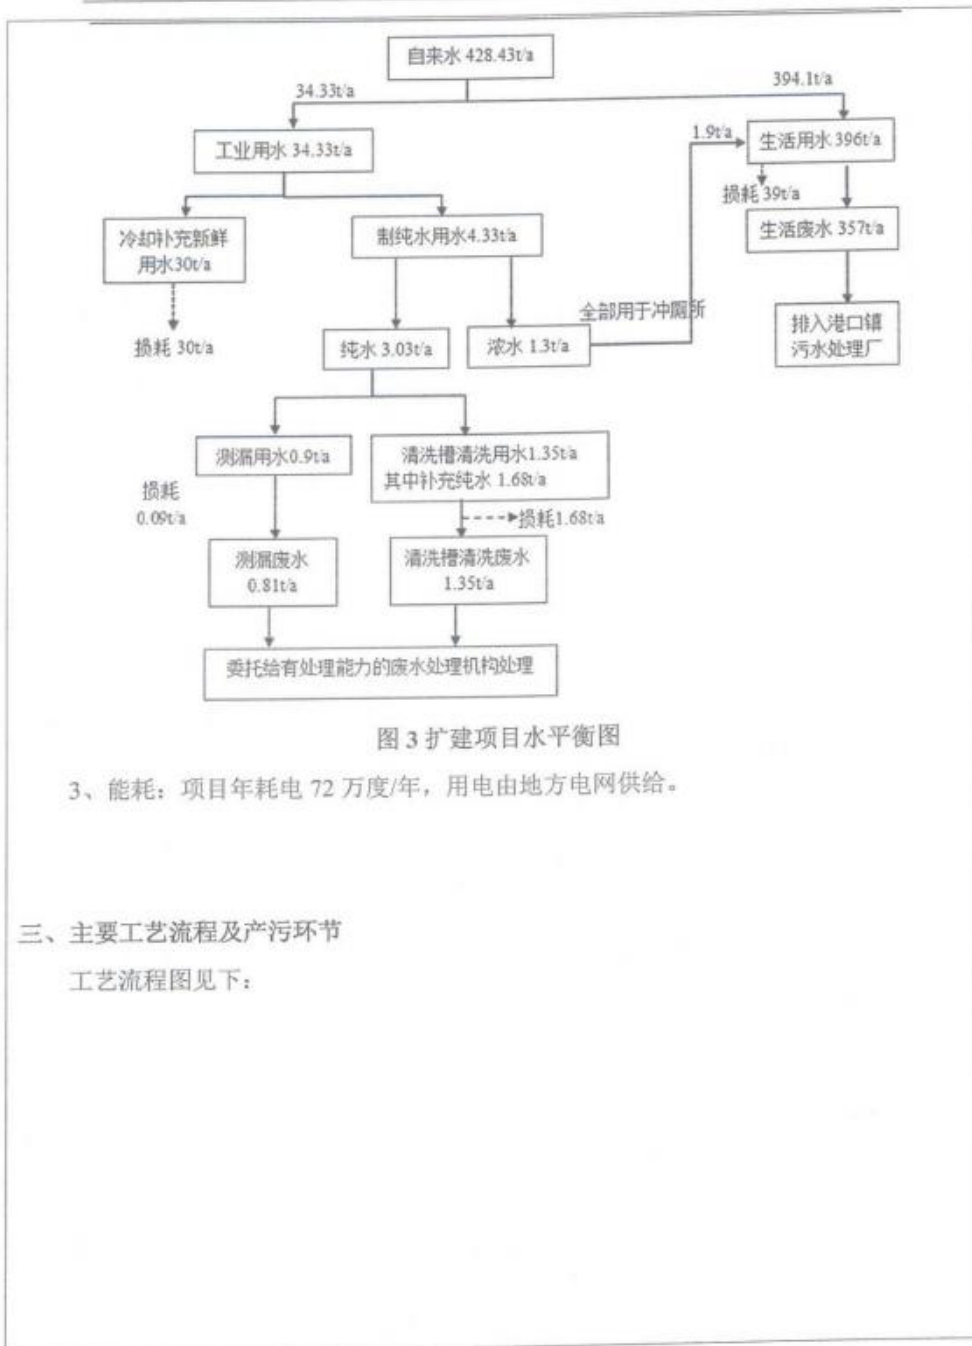 自来水 428.43t/a
34.33t/a
394.1t/a
工业用水 34.33t/a
1.9t/a
生活用水 396t/a
损耗 39t/a
冷却补充新鲜
用水30t/a
制纯水用水4.33t/a
生活废水 357t/a
损耗 30t/a
纯水 3.03t/a
浓水 1.3t/a
全部用于冲厕所
排入港口镇
污水处理厂
测漏用水0.9t/a
清洗槽清洗用水1.35t/a
其中补充纯水 1.68t/a
损耗
0.09t/a
损耗1.68t/a
测漏废水
0.81t/a
清洗槽清洗废水
1.35t/a
委托给有处理能力的废水处理机构处理
图 3 扩建项目水平衡图
3、能耗：项目年耗电 72 万度/年，用电由地方电网供给。
三、主要工艺流程及产污环节
工艺流程图见下：